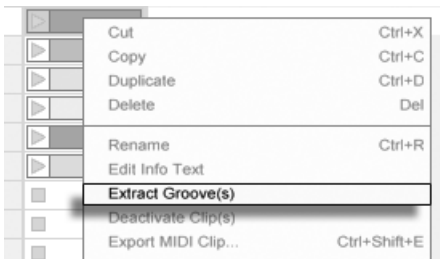 Cut Ctrl+X
Copy Ctrl+C
Duplicate Ctrl+D
Delete Del
Rename Ctrl+R
Edit Info Text
Extract Groove(s)
Deactivate Clip(s)
Export MIDI Clip... Ctrl+Shift+E